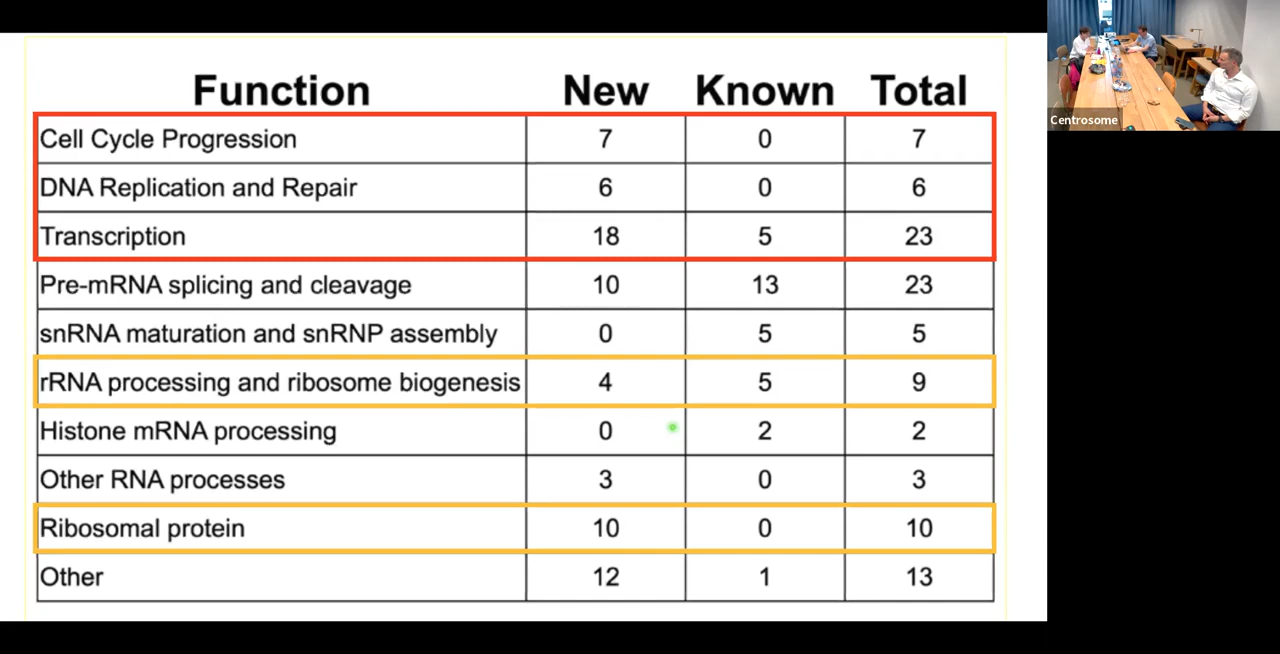 Function New Known Total
Cell Cycle Progression 7 0 7
DNA Replication and Repair 6 0 6
Transcription 18 5 23
Pre-mRNA splicing and cleavage 10 13 23
snRNA maturation and snRNP assembly 0 5 5
rRNA processing and ribosome biogenesis 4 5 9
Histone mRNA processing 0 2 2
Other RNA processes 3 0 3
Ribosomal protein 10 0 10
Other 12 1 13
Centrosome